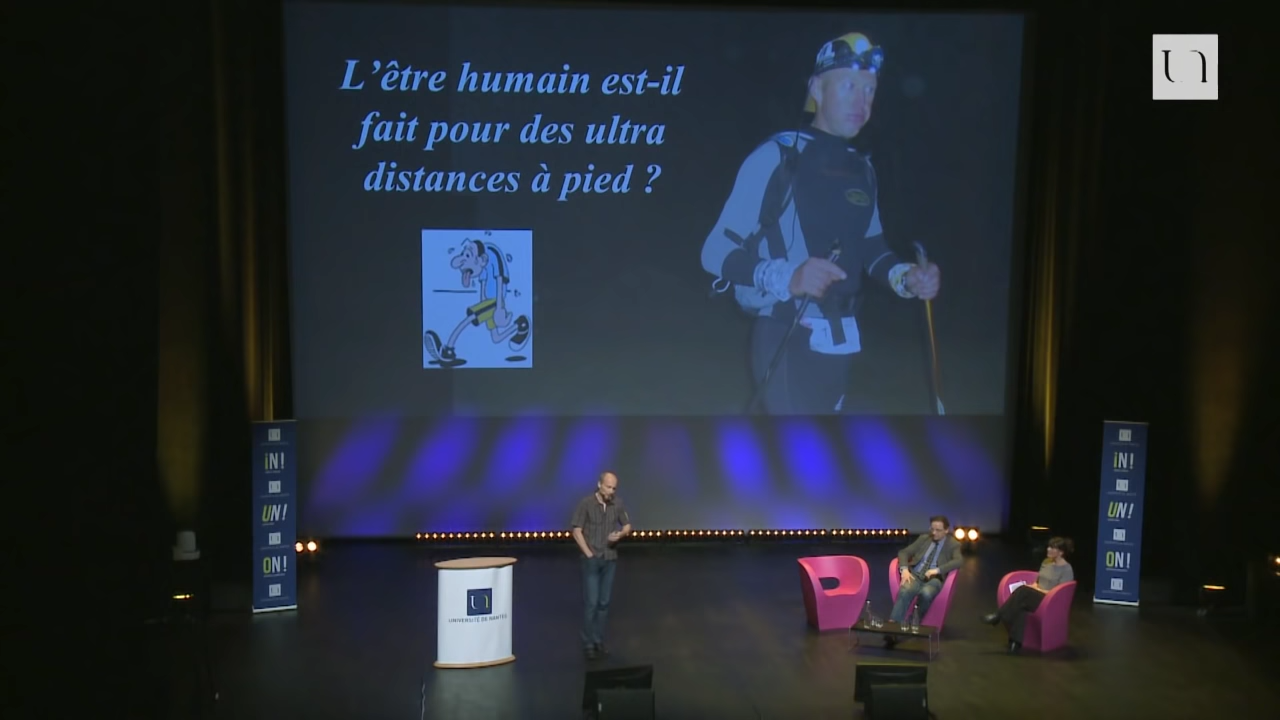 L'être humain est-il
fait pour des ultra
distances à pied ?
iN!
UN!
ON!
UNIVERSITÉ DE NANTES
iN!
UN!
ON!